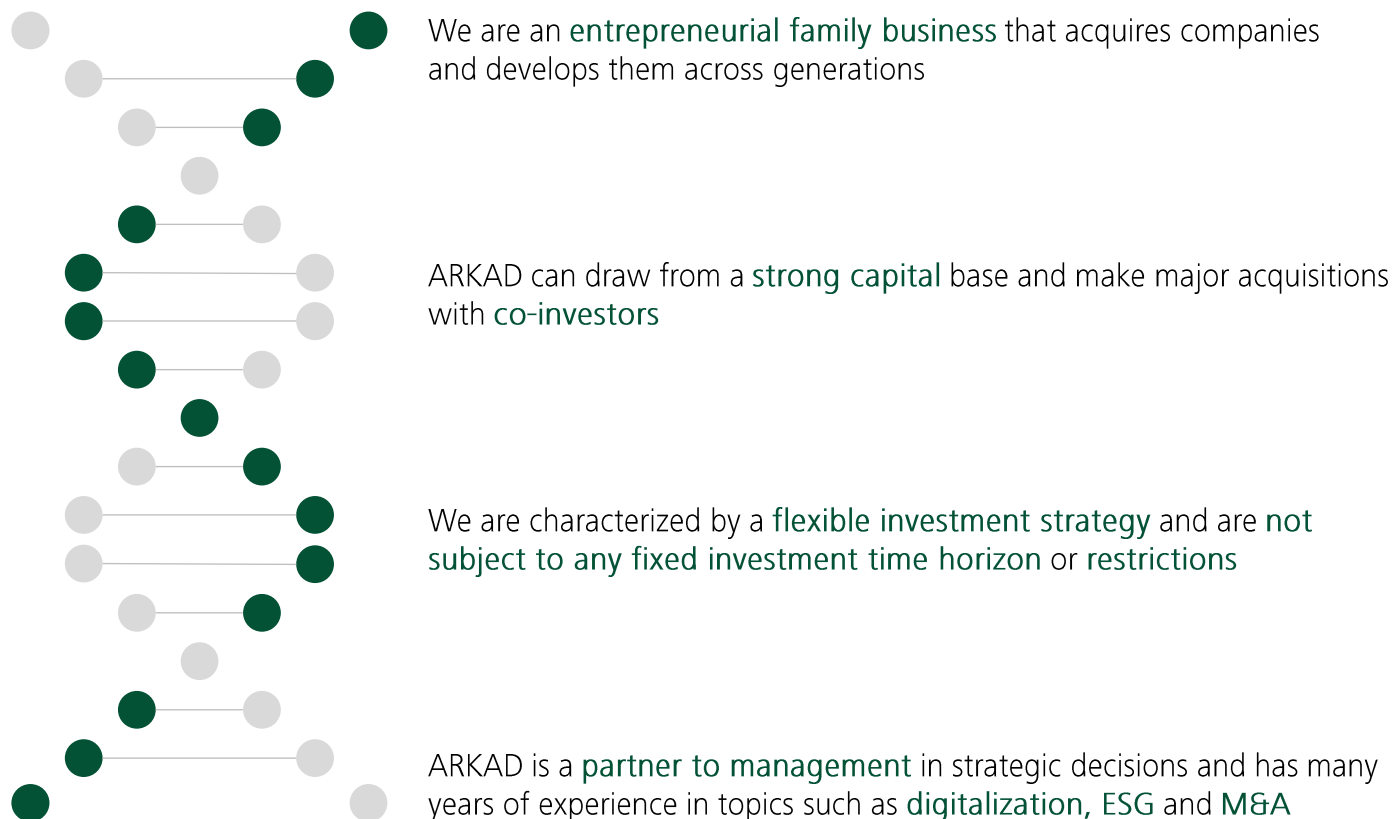 We are an entrepreneurial family business that acquires companies
and develops them across generations
ARKAD can draw from a strong capital base and make major acquisitions
with co-investors
We are characterized by a flexible investment strategy and are not
subject to any fixed investment time horizon or restrictions
ARKAD is a partner to management in strategic decisions and has many
years of experience in topics such as digitalization, ESG and M&A